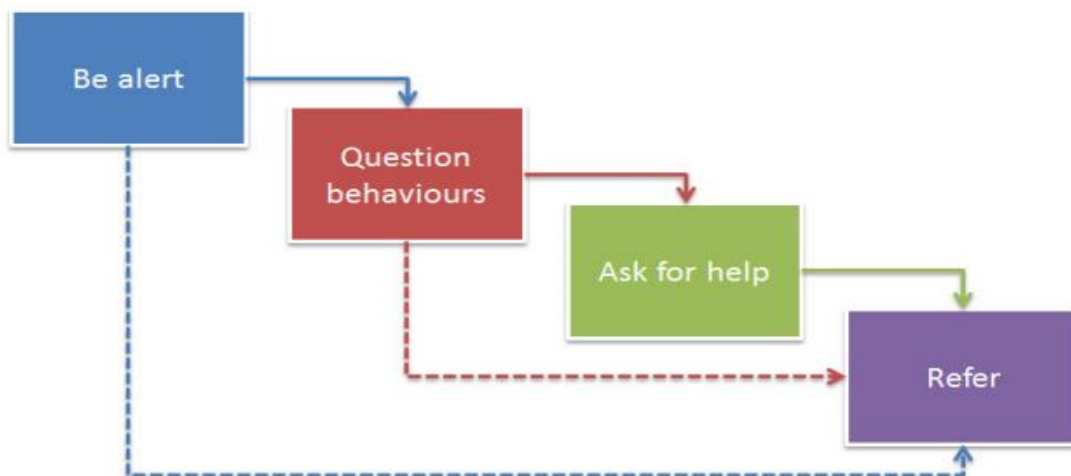 Be alert
Question
behaviours
Ask for help
Refer